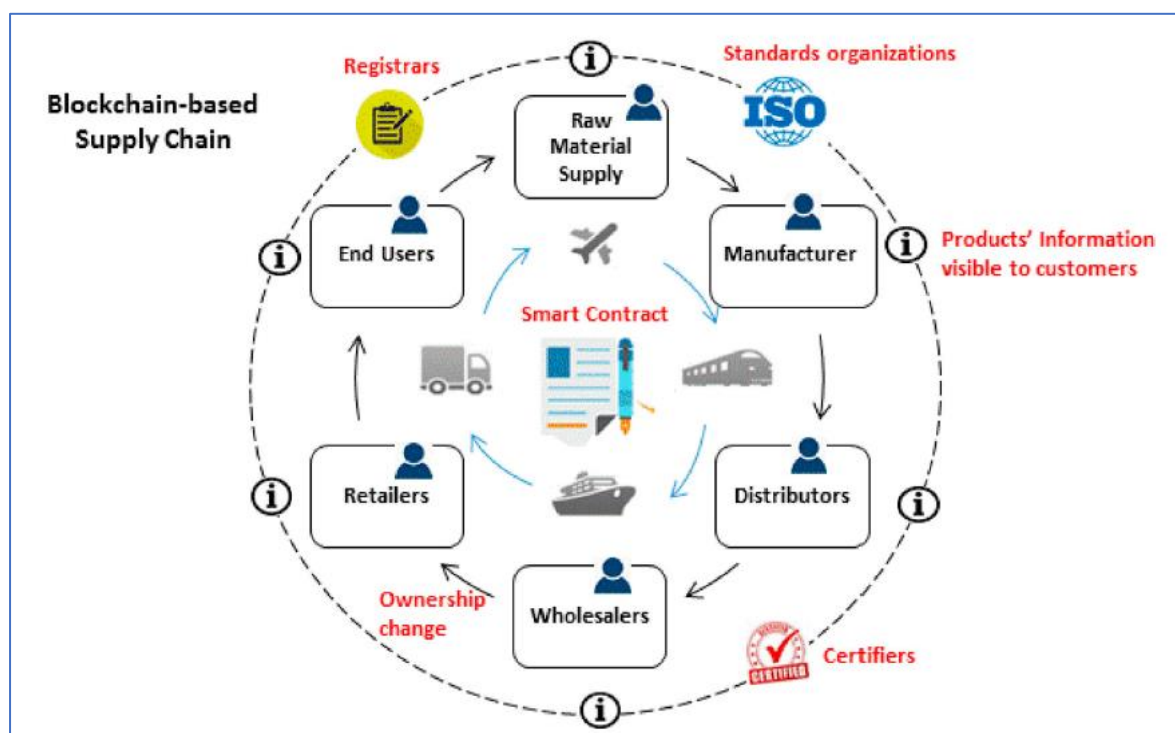 Blockchain-based
Supply Chain
Registrars
Standards organizations
ISO
Raw
Material
Supply
End Users
Manufacturer
Products' Information
visible to customers
Smart Contract
Retailers
Distributors
Ownership
change
Wholesalers
CERTIFIED
Certifiers
i
i
i
i
i
i